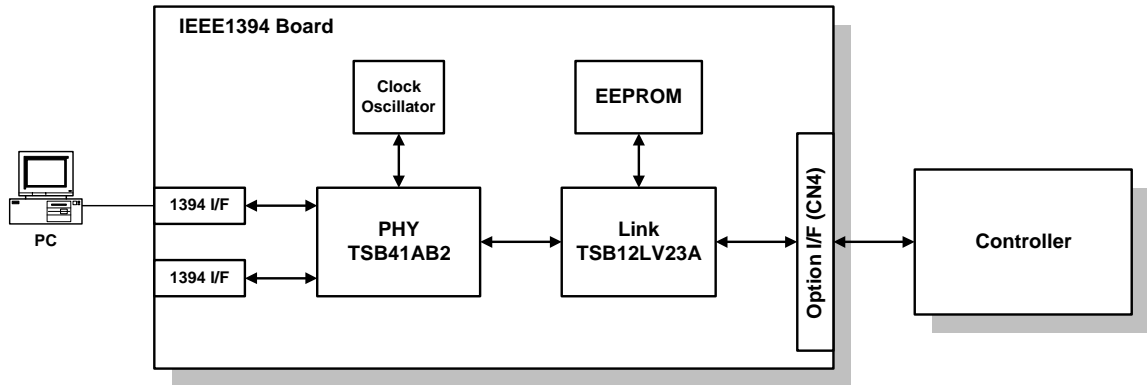 IEEE1394 Board
Clock
Oscillator
EEPROM
PC
1394 I/F
1394 I/F
PHY
TSB41AB2
Link
TSB12LV23A
Option I/F (CN4)
Controller